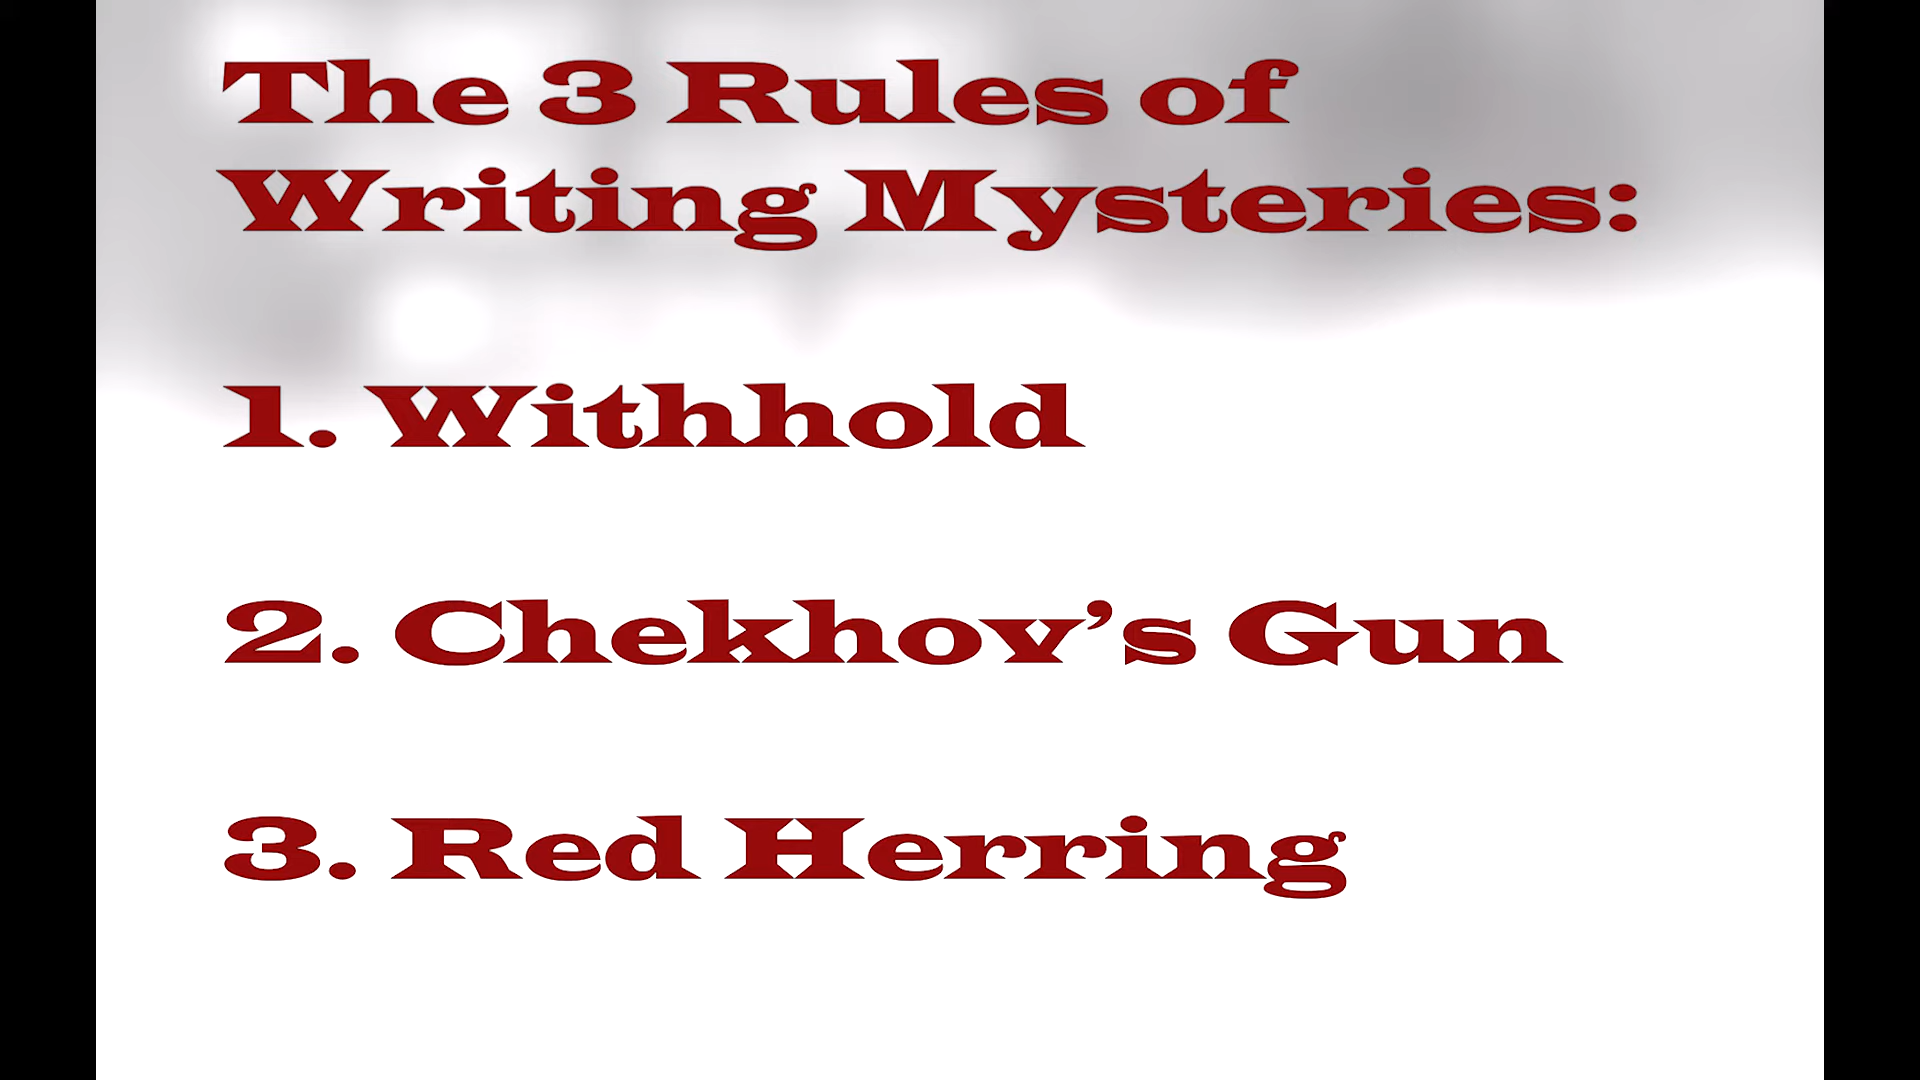 The 3 Rules of
Writing Mysteries:
1. Withhold
2. Chekhov’s Gun
3. Red Herring